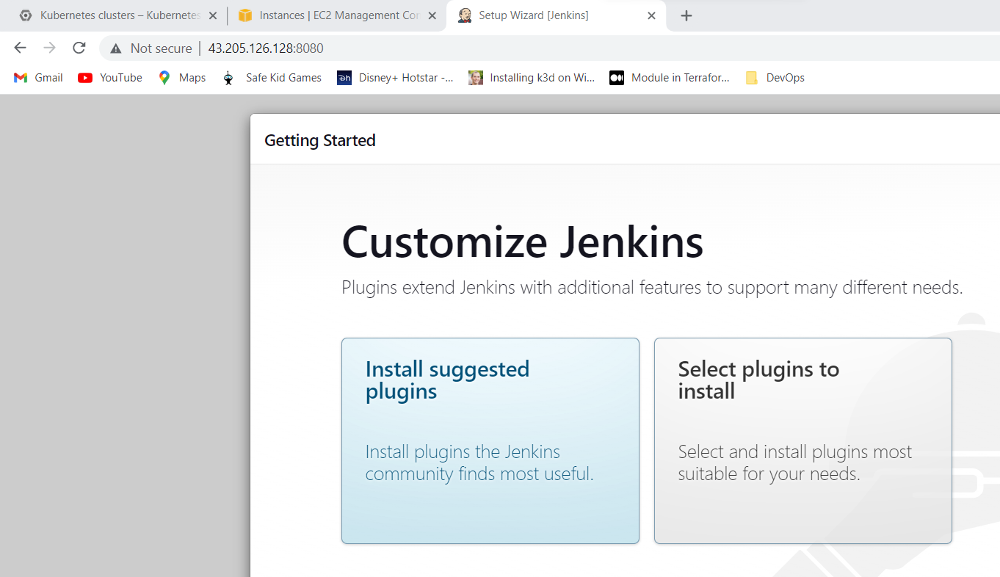 Kubernetes clusters – Kubernetes
Instances | EC2 Management Con
Setup Wizard [Jenkins]
Not secure | 43.205.126.128:8080
Gmail
YouTube
Maps
Safe Kid Games
Disney+ Hotstar -...
Installing k3d on Wi...
Module in Terrafor...
DevOps
Getting Started
Customize Jenkins
Plugins extend Jenkins with additional features to support many different needs.
Install suggested
plugins
Install plugins the Jenkins
community finds most useful.
Select plugins to
install
Select and install plugins most
suitable for your needs.